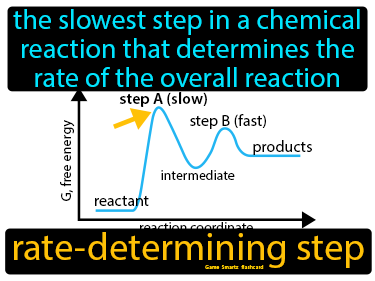 the slowest step in a chemical
reaction that determines the
rate of the overall reaction
step A (slow)
step B (fast)
G, free energy
products
intermediate
reactant
reaction coordinate
rate-determining step
Game Smartz flashcard